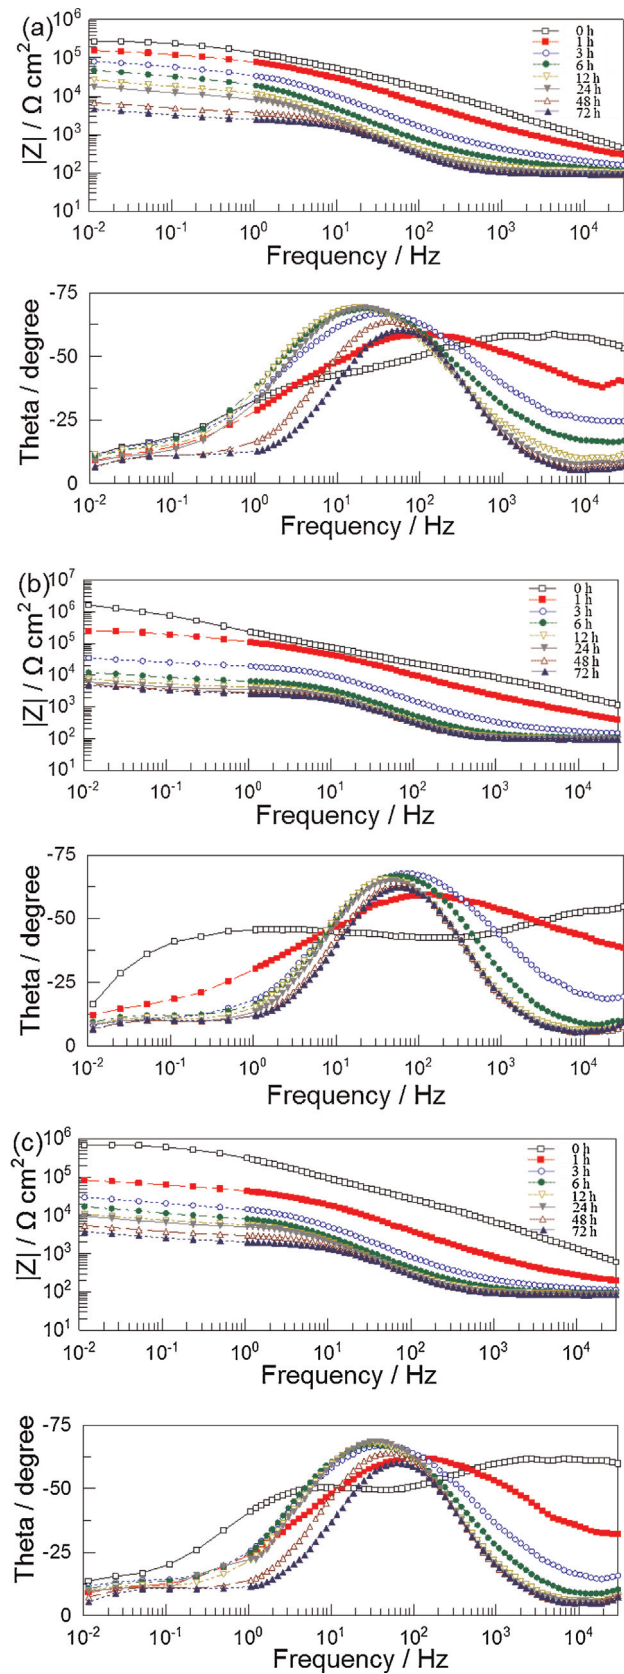 (a)
10^6
10^5
10^4
10^3
10^2
10^1
|Z| / Ω cm^2
0 h
1 h
3 h
6 h
12 h
24 h
48 h
72 h
10^-2 10^-1 10^0 10^1 10^2 10^3 10^4
Frequency / Hz
-75
-50
-25
0
Theta / degree
10^-2 10^-1 10^0 10^1 10^2 10^3 10^4
Frequency / Hz
(b)
10^7
10^6
10^5
10^4
10^3
10^2
10^1
|Z| / Ω cm^2
0 h
1 h
3 h
6 h
12 h
24 h
48 h
72 h
10^-2 10^-1 10^0 10^1 10^2 10^3 10^4
Frequency / Hz
-75
-50
-25
0
Theta / degree
10^-2 10^-1 10^0 10^1 10^2 10^3 10^4
Frequency / Hz
(c)
10^6
10^5
10^4
10^3
10^2
10^1
|Z| / Ω cm^2
0 h
1 h
3 h
6 h
12 h
24 h
48 h
72 h
10^-2 10^-1 10^0 10^1 10^2 10^3 10^4
Frequency / Hz
-75
-50
-25
0
Theta / degree
10^-2 10^-1 10^0 10^1 10^2 10^3 10^4
Frequency / Hz